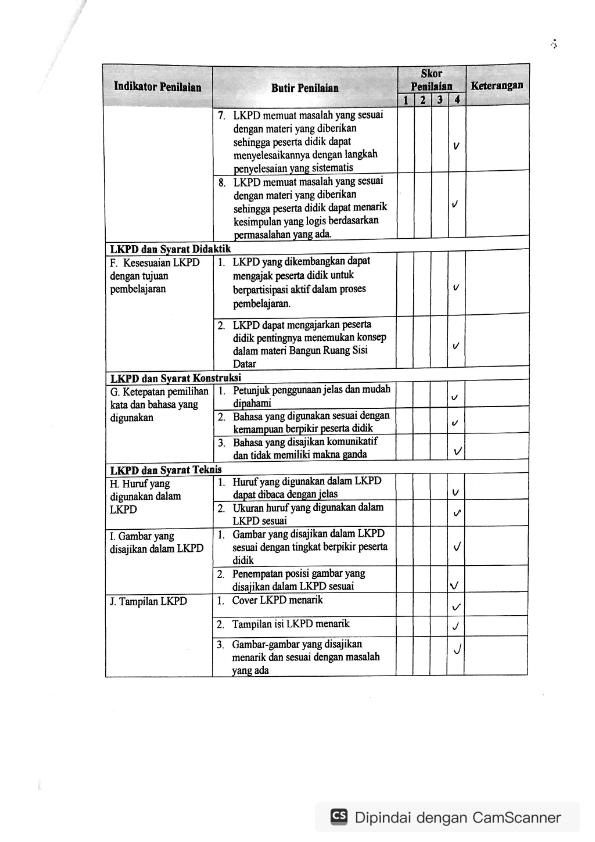 Indikator Penilaian
Butir Penilaian
Skor
Penilaian
Keterangan
1 2 3 4
7. LKPD memuat masalah yang sesuai
dengan materi yang diberikan
sehingga peserta didik dapat
menyelesaikannya dengan langkah
penyelesaian yang sistematis
✓
8. LKPD memuat masalah yang sesuai
dengan materi yang diberikan
sehingga peserta didik dapat menarik
kesimpulan yang logis berdasarkan
permasalahan yang ada.
✓
LKPD dan Syarat Didaktik
F. Kesesuaian LKPD
dengan tujuan
pembelajaran
1. LKPD yang dikembangkan dapat
mengajak peserta didik untuk
berpartisipasi aktif dalam proses
pembelajaran.
✓
2. LKPD dapat mengajarkan peserta
didik pentingnya menemukan konsep
dalam materi Bangun Ruang Sisi
Datar
✓
LKPD dan Syarat Konstruksi
G. Ketepatan pemilihan
kata dan bahasa yang
digunakan
1. Petunjuk penggunaan jelas dan mudah
dipahami
✓
2. Bahasa yang digunakan sesuai dengan
kemampuan berpikir peserta didik
✓
3. Bahasa yang disajikan komunikatif
dan tidak memiliki makna ganda
✓
LKPD dan Syarat Teknis
H. Huruf yang
digunakan dalam
LKPD
1. Huruf yang digunakan dalam LKPD
dapat dibaca dengan jelas
✓
2. Ukuran huruf yang digunakan dalam
LKPD sesuai
✓
I. Gambar yang
disajikan dalam LKPD
1. Gambar yang disajikan dalam LKPD
sesuai dengan tingkat berpikir peserta
didik
✓
2. Penempatan posisi gambar yang
disajikan dalam LKPD sesuai
✓
J. Tampilan LKPD
1. Cover LKPD menarik
✓
2. Tampilan isi LKPD menarik
✓
3. Gambar-gambar yang disajikan
menarik dan sesuai dengan masalah
yang ada
✓
CS Dipindai dengan CamScanner